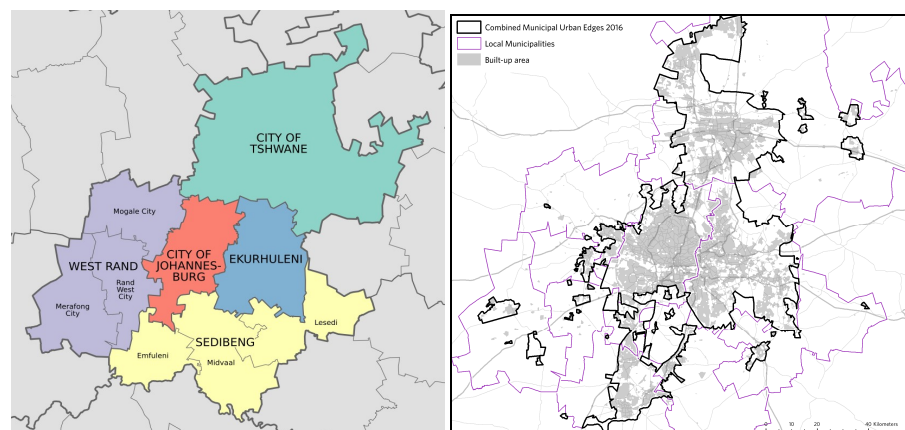 CITY OF
TSHWANE
Mogale City
WEST RAND
CITY OF
JOHANNES-
BURG
EKURHULENI
Rand
West
City
Merafong
City
Lesedi
SEDIBENG
Emfuleni
Midvaal
Combined Municipal Urban Edges 2016
Local Municipalities
Built-up area
0 10 20 40 Kilometers